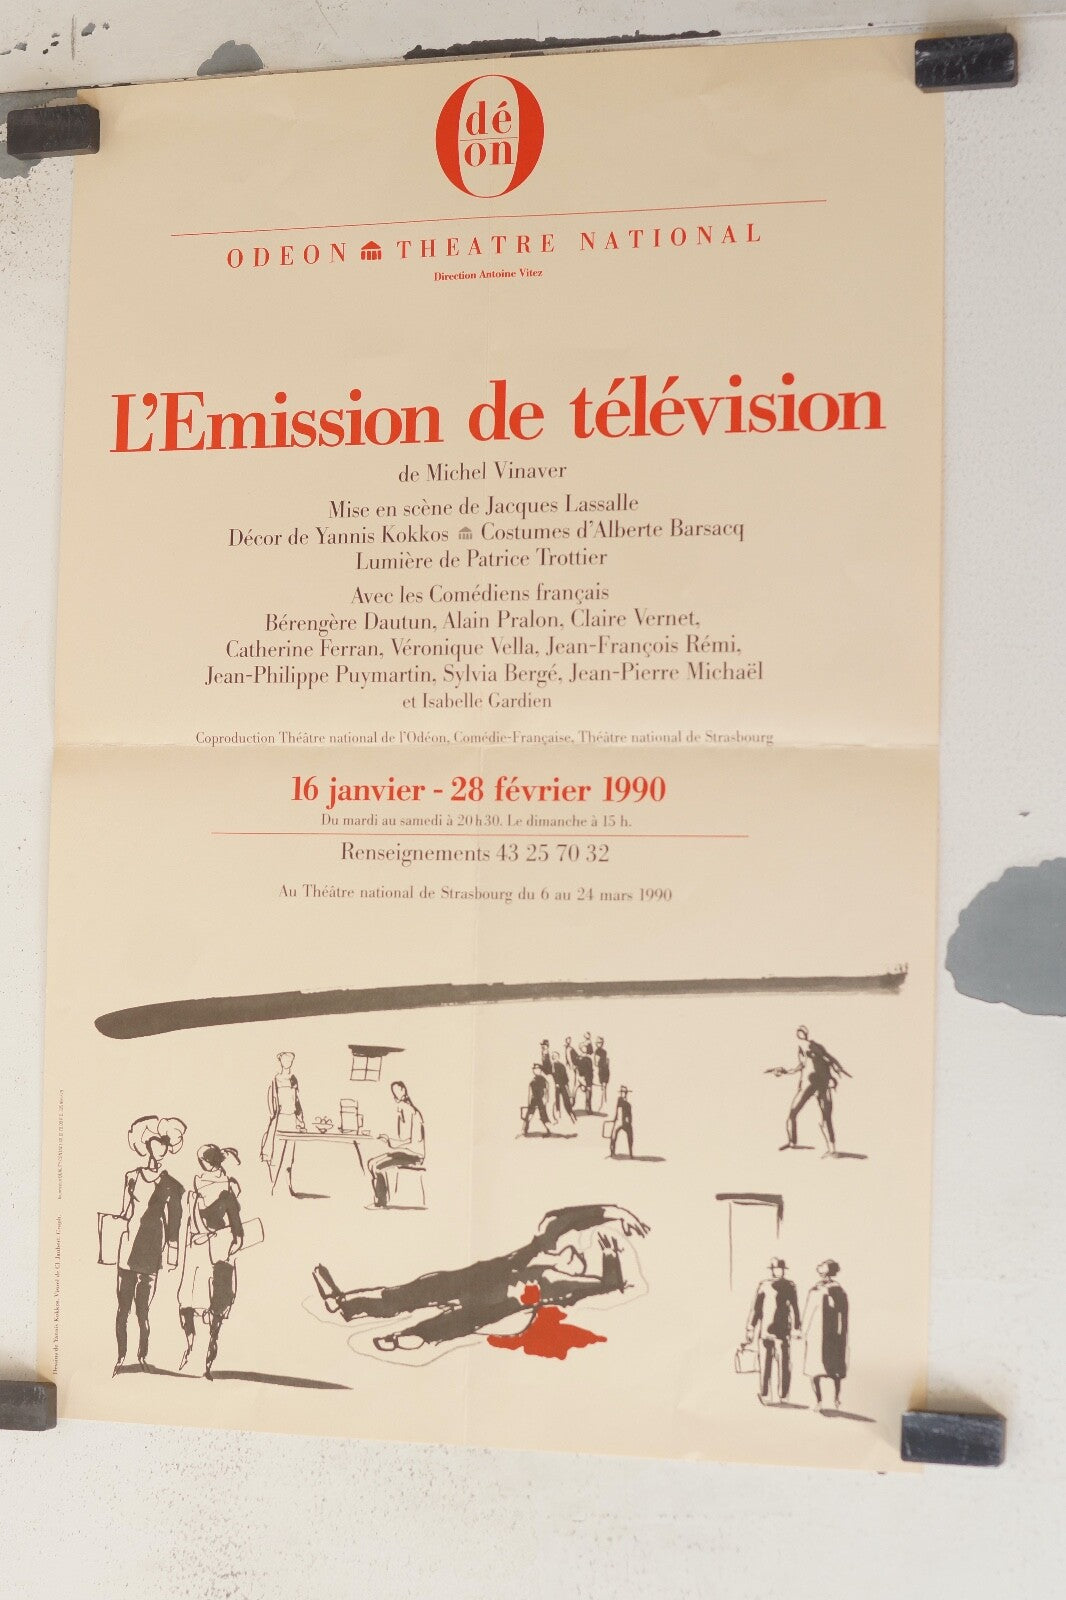 dé
on
ODEON THEATRE NATIONAL
Direction Antoine Vitez
L'Emission de télévision
de Michel Vinaver
Mise en scène de Jacques Lassalle
Décor de Yannis Kokkos Costumes d'Alberte Barsacq
Lumière de Patrice Trottier
Avec les Comédiens français
Bérengère Dautun, Alain Pralon, Claire Vernet,
Catherine Ferran, Véronique Vella, Jean-François Rémi,
Jean-Philippe Puymartin, Sylvia Bergé, Jean-Pierre Michaël
et Isabelle Gardien
Coproduction Théâtre national de l'Odéon, Comédie-Française, Théâtre national de Strasbourg
16 janvier - 28 février 1990
Du mardi au samedi à 20h30. Le dimanche à 15 h.
Renseignements 43 25 70 32
Au Théâtre national de Strasbourg du 6 au 24 mars 1990
Dessins de Yannis Kokkos.